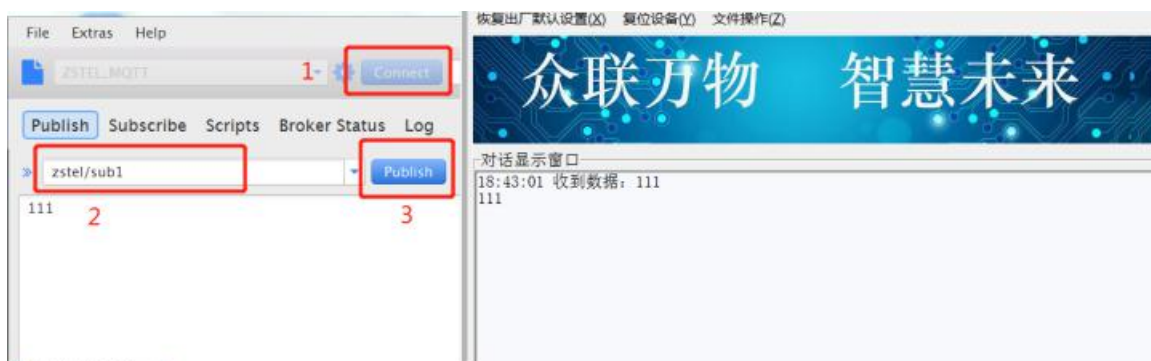 File Extras Help
ZSTEL_MQTT 1 Connect
Publish Subscribe Scripts Broker Status Log
» zstel/sub1 Publish
111 2 3
恢复出厂默认设置(X) 复位设备(Y) 文件操作(Z)
众联万物 智慧未来
对话显示窗口
18:43:01 收到数据：111
111